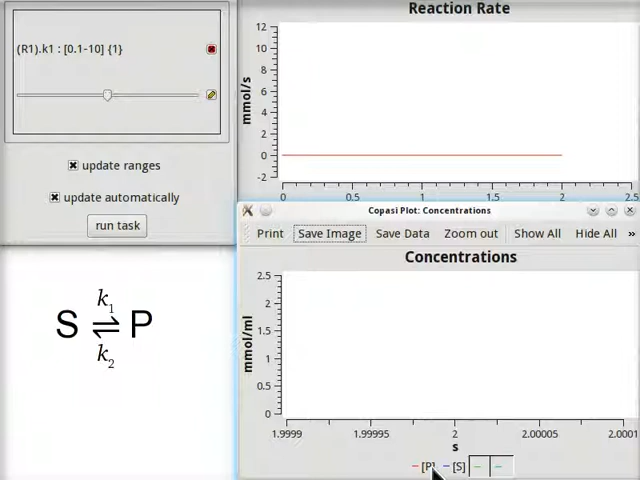 Reaction Rate
(R1).k1 : [0.1-10] {1}
update ranges
update automatically
run task
mmol/s
12
10
8
6
4
2
0
-2
0 0.5 1 1.5 2 2.5
Copasi Plot: Concentrations
Print Save Image Save Data Zoom out Show All Hide All »
Concentrations
mmol/ml
2.5
2
1.5
1
0.5
0
1.9999 1.99995 2 2.00005 2.0001
s
[P] [S]
k1
S ⇌ P
k2